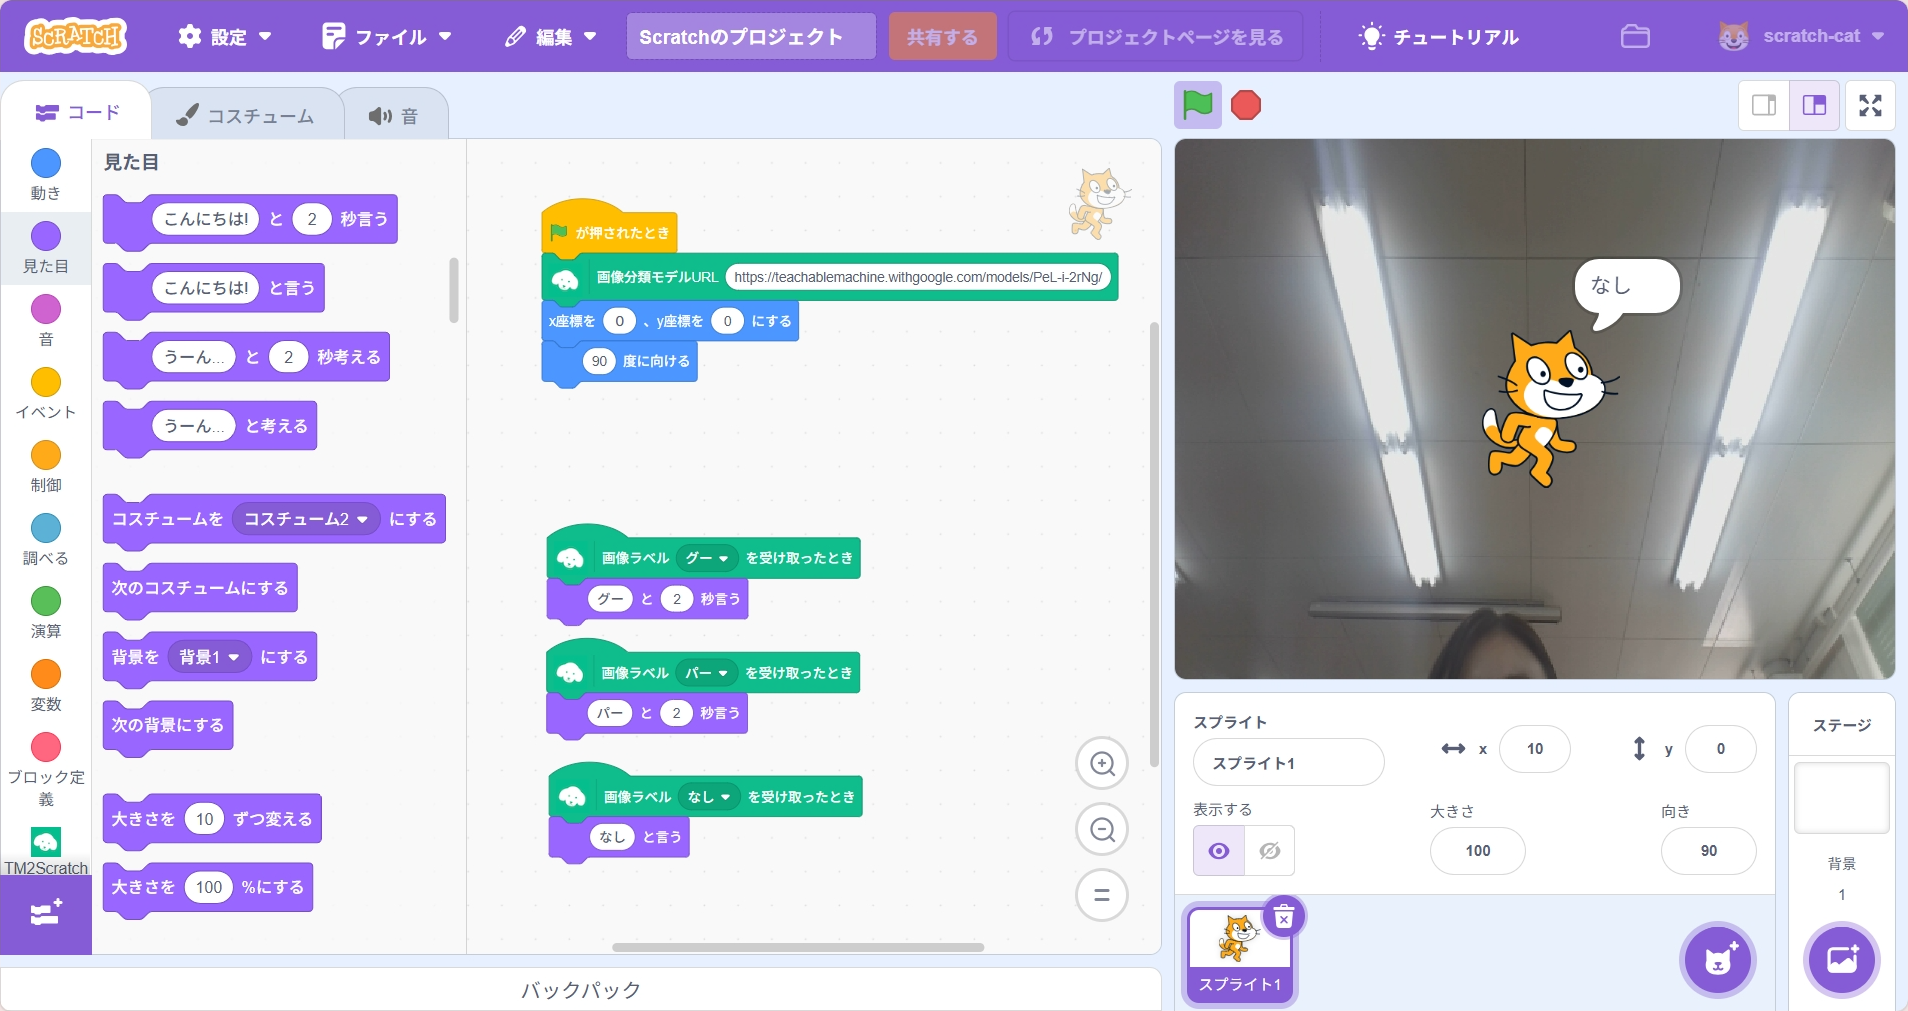 SCRATCH 設定 ファイル 編集 Scratchのプロジェクト 共有する プロジェクトページを見る チュートリアル scratch-cat
コード コスチューム 音
動き
見た目
音
イベント
制御
調べる
演算
変数
ブロック定義
TM2Scratch
見た目
こんにちは! と 2 秒言う
こんにちは! と言う
うーん... と 2 秒考える
うーん... と考える
コスチュームを コスチューム2 にする
次のコスチュームにする
背景を 背景1 にする
次の背景にする
大きさを 10 ずつ変える
大きさを 100 %にする
が押されたとき
画像分類モデルURL https://teachablemachine.withgoogle.com/models/PeL-i-2rNg/
x座標を 0 、y座標を 0 にする
90 度に向ける
画像ラベル グー を受け取ったとき
グー と 2 秒言う
画像ラベル パー を受け取ったとき
パー と 2 秒言う
画像ラベル なし を受け取ったとき
なし と言う
バックパック
なし
スプライト
スプライト1
x 10
y 0
表示する
大きさ
100
向き
90
スプライト1
ステージ
背景
1